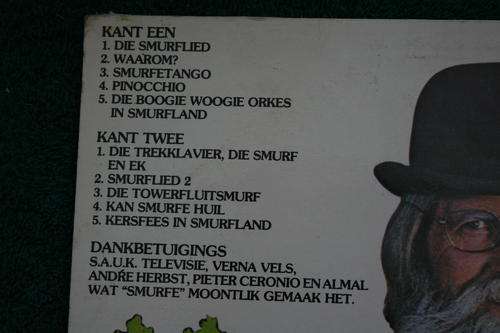 KANT EEN
1. DIE SMURFLIED
2. WAAROM?
3. SMURFETANGO
4. PINOCCHIO
5. DIE BOOGIE WOOGIE ORKES
IN SMURFLAND
KANT TWEE
1. DIE TREKKLAVIER, DIE SMURF
EN EK
2. SMURFLIED 2
3. DIE TOWERFLUITSMURF
4. KAN SMURFE HUIL
5. KERSFEES IN SMURFLAND
DANKBETUIGINGS
S.A.U.K. TELEVISIE, VERNA VELS,
ANDŔE HERBST, PIETER CERONIO EN ALMAL
WAT "SMURFE" MOONTLIK GEMAAK HET.